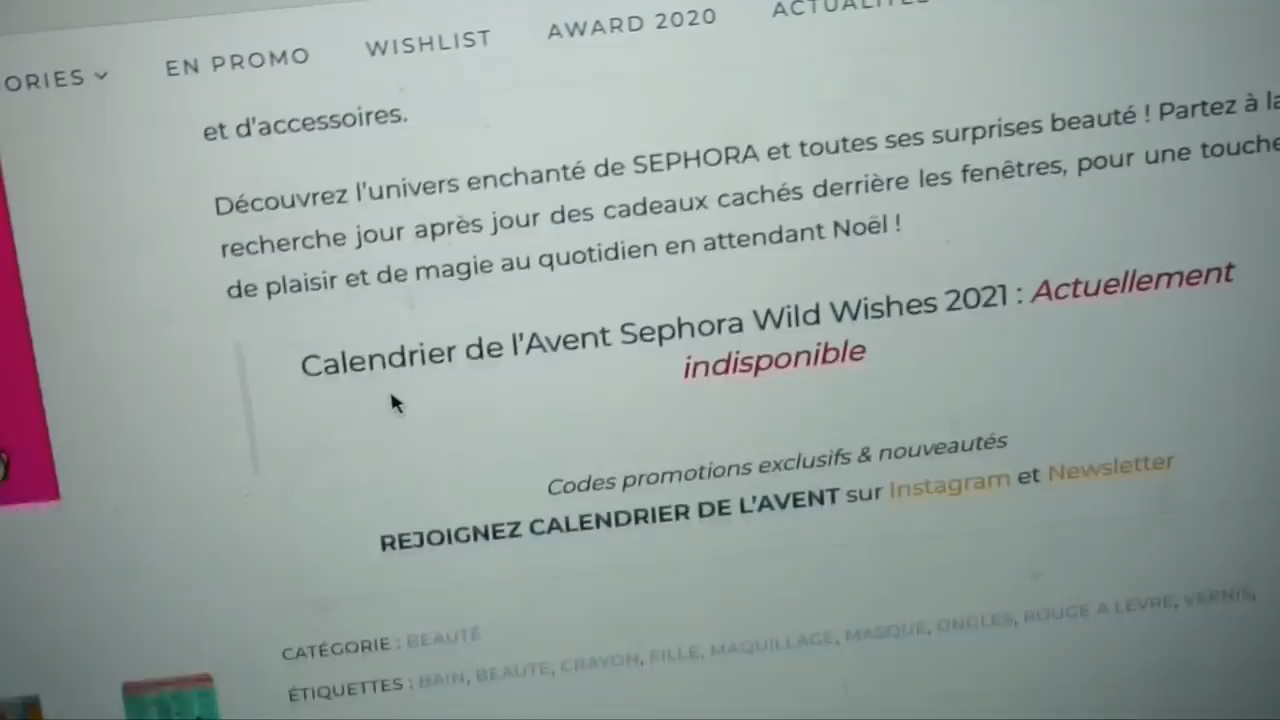 ORIES EN PROMO WISHLIST AWARD 2020 ACTUALITÉS
et d'accessoires.
Découvrez l'univers enchanté de SEPHORA et toutes ses surprises beauté ! Partez à la
recherche jour après jour des cadeaux cachés derrière les fenêtres, pour une touche
de plaisir et de magie au quotidien en attendant Noël !
Calendrier de l'Avent Sephora Wild Wishes 2021 : Actuellement
indisponible
Codes promotions exclusifs & nouveautés
REJOIGNEZ CALENDRIER DE L'AVENT sur Instagram et Newsletter
CATÉGORIE : BEAUTÉ
ÉTIQUETTES : BAIN, BEAUTE, CRAYON, FILLE, MAQUILLAGE, MASQUE, ONGLES, ROUGE A LEVRE, VERNIS,